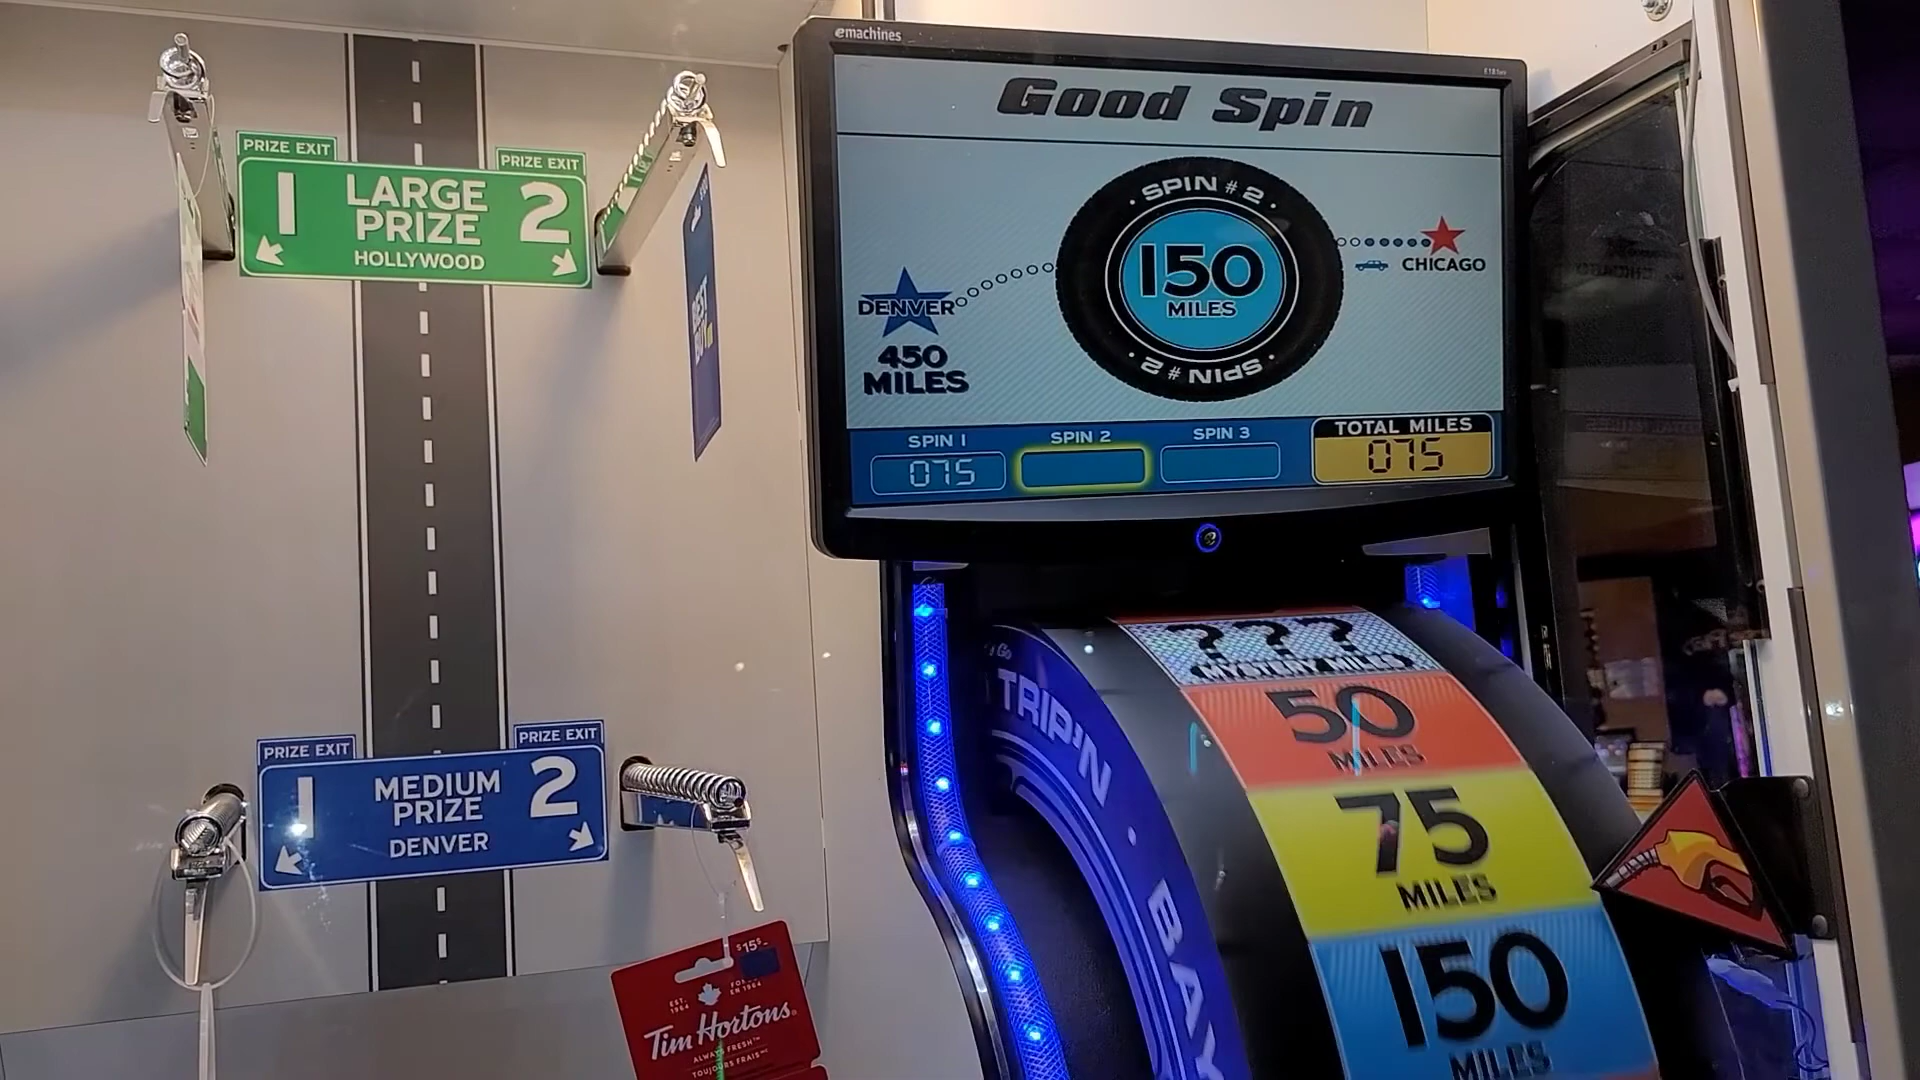 emachines
Good Spin
SPIN #2
150
MILES
SPIN #2
DENVER
450
MILES
CHICAGO
SPIN 1
075
SPIN 2
SPIN 3
TOTAL MILES
075
PRIZE EXIT
PRIZE EXIT
1
LARGE
PRIZE
HOLLYWOOD
2
BEST
BUY
PRIZE EXIT
PRIZE EXIT
1
MEDIUM
PRIZE
DENVER
2
$15
EST.
1964
EN 1964
Tim Hortons
ALWAYS FRESH
TOUJOURS FRAIS
TRIP'N
BAY
???
MYSTERY MILES
50
MILES
75
MILES
150
MILES